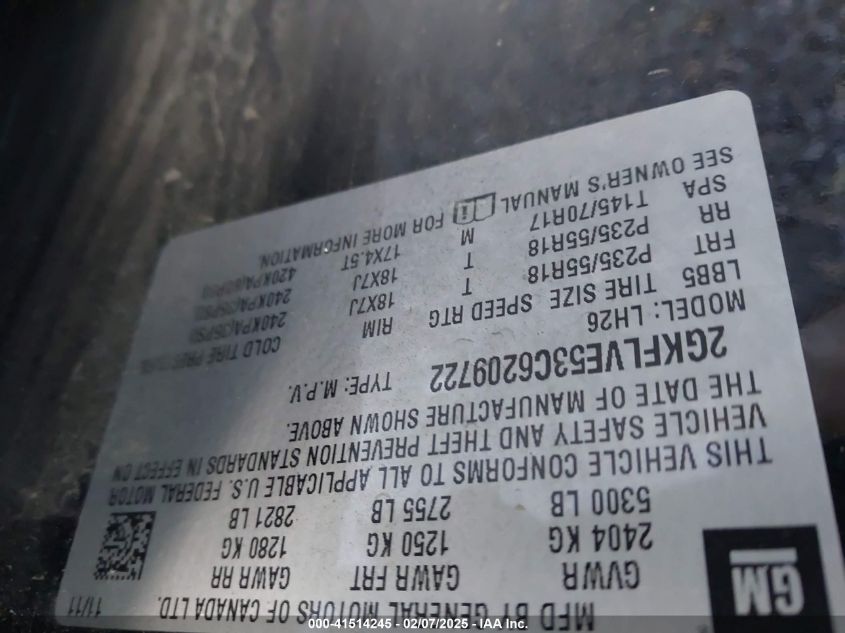 GM
MFD BY GENERAL MOTORS OF CANADA LTD. 11/11
GVWR GAWR FRT GAWR RR
2404 KG 1250 KG 1280 KG
5300 LB 2755 LB 2821 LB
THIS VEHICLE CONFORMS TO ALL APPLICABLE U.S. FEDERAL MOTOR
VEHICLE SAFETY AND THEFT PREVENTION STANDARDS IN EFFECT ON
THE DATE OF MANUFACTURE SHOWN ABOVE.
2GKFLVE53C6209722 TYPE: M.P.V.
MODEL: LH26
LBB5 TIRE SIZE SPEED RTG RIM COLD TIRE PRESSURE
FRT P235/55R18 T 18X7J 240KPA(35PSI)
RR P235/55R18 T 18X7J 240KPA(35PSI)
SPA T145/70R17 M 17X4.5T 420KPA(60PSI)
SEE OWNER'S MANUAL FOR MORE INFORMATION.
000-41514245 - 02/07/2025 - IAA Inc.